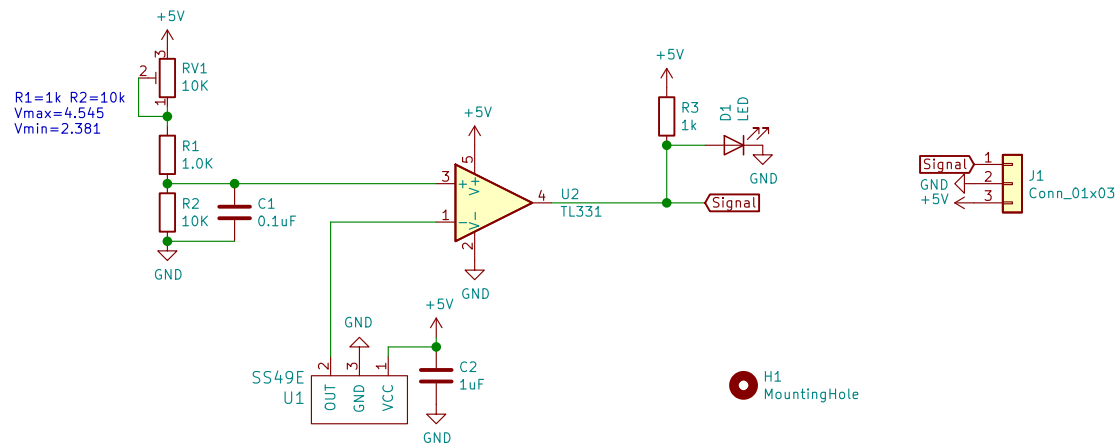 +5V
3
2
RV1
10K
1
R1=1k R2=10k
Vmax=4.545
Vmin=2.381
R1
1.0K
R2
10K
C1
0.1uF
GND
+5V
5
V+
3
+
1
-
V-
2
4
U2
TL331
GND
+5V
R3
1k
D1
LED
GND
Signal
Signal
1
GND
2
+5V
3
J1
Conn_01x03
GND
+5V
SS49E
U1
2
3
1
OUT
GND
VCC
C2
1uF
GND
H1
MountingHole